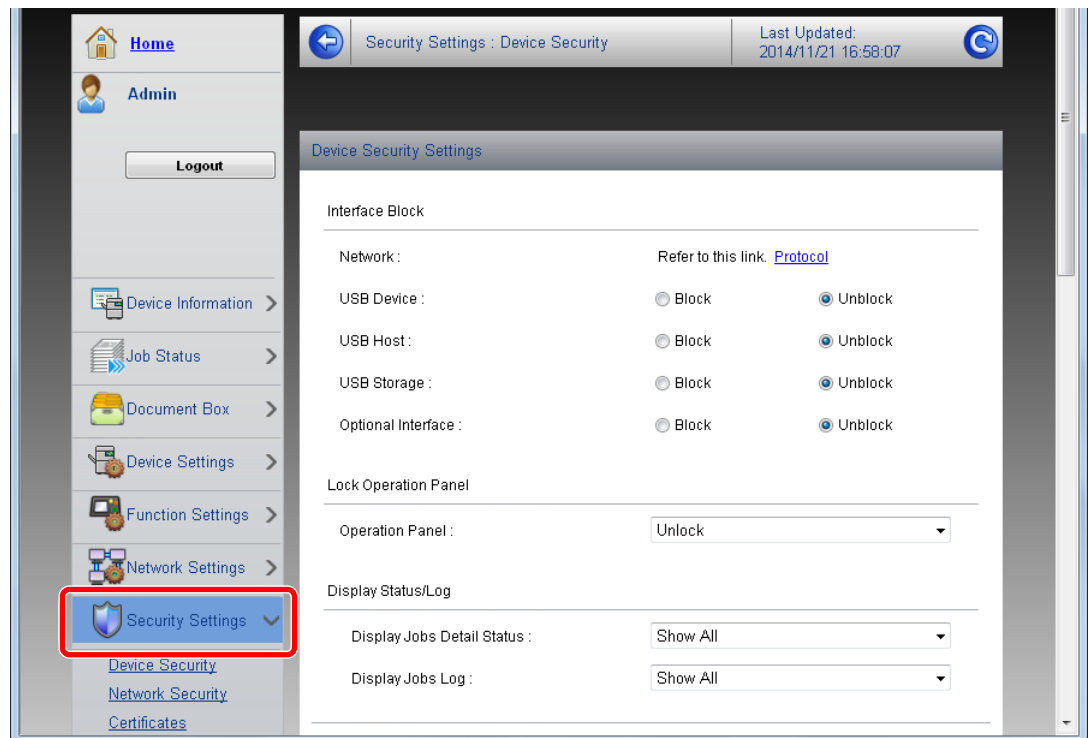 Home
Admin
Logout
Device Information
Job Status
Document Box
Device Settings
Function Settings
Network Settings
Security Settings
Device Security
Network Security
Certificates
Security Settings : Device Security
Last Updated:
2014/11/21 16:58:07
Device Security Settings
Interface Block
Network : Refer to this link. Protocol
USB Device : Block Unblock
USB Host : Block Unblock
USB Storage : Block Unblock
Optional Interface : Block Unblock
Lock Operation Panel
Operation Panel : Unlock
Display Status/Log
Display Jobs Detail Status : Show All
Display Jobs Log : Show All